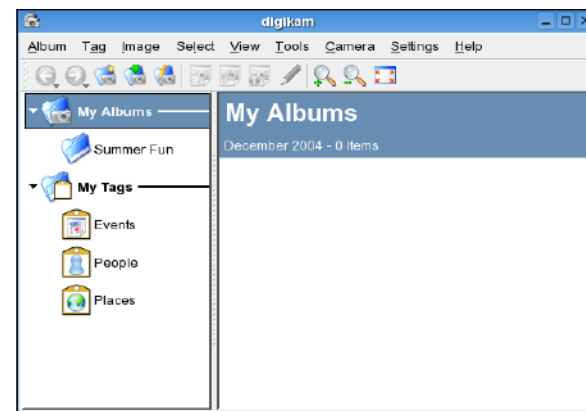 digikam
Album Tag Image Select View Tools Camera Settings Help
My Albums
Summer Fun
My Tags
Events
People
Places
My Albums
December 2004 - 0 Items